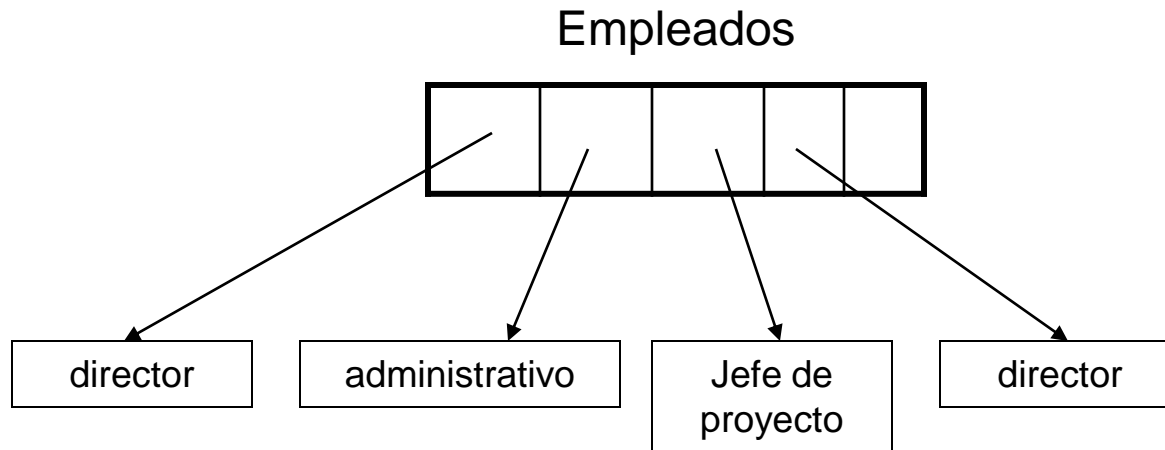 Empleados
director
administrativo
Jefe de
proyecto
director